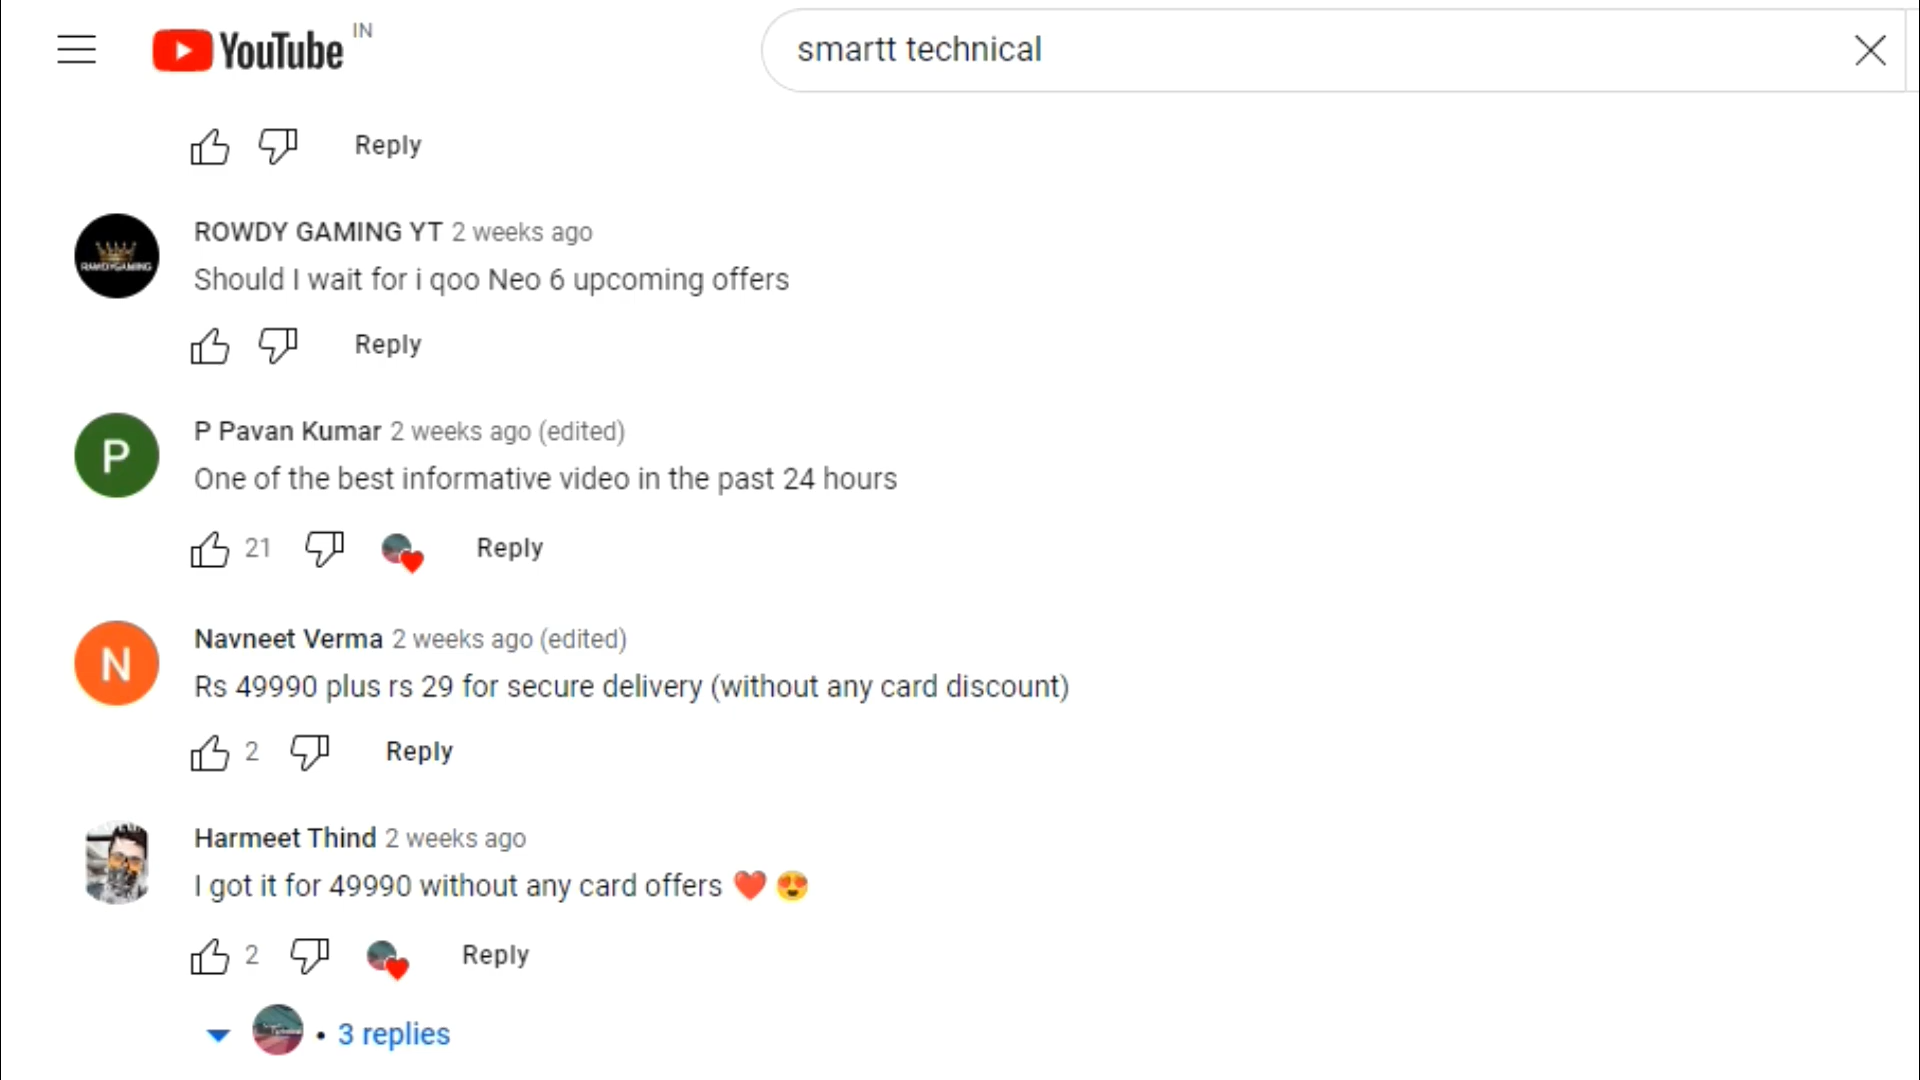 YouTube IN
smartt technical
Reply
ROWDY GAMING YT 2 weeks ago
Should I wait for i qoo Neo 6 upcoming offers
Reply
P
P Pavan Kumar 2 weeks ago (edited)
One of the best informative video in the past 24 hours
21 Reply
N
Navneet Verma 2 weeks ago (edited)
Rs 49990 plus rs 29 for secure delivery (without any card discount)
2 Reply
Harmeet Thind 2 weeks ago
I got it for 49990 without any card offers ❤️ 😍
2 Reply
• 3 replies